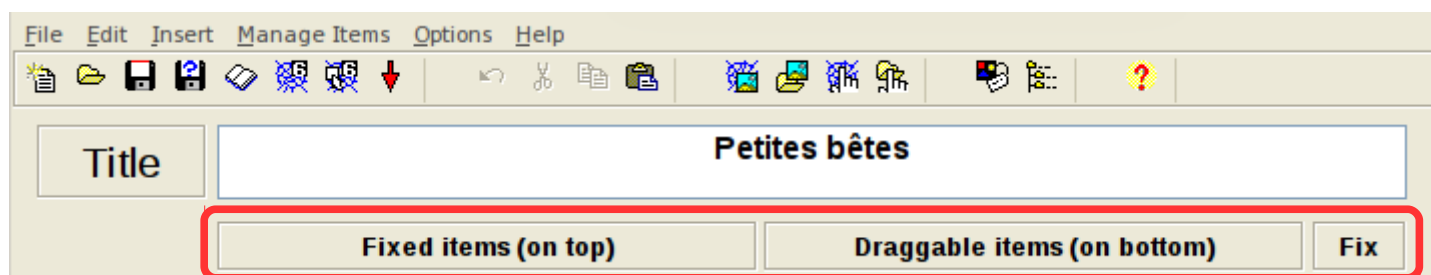 File Edit Insert Manage Items Options Help
Title Petites bêtes
Fixed items (on top) Draggable items (on bottom) Fix